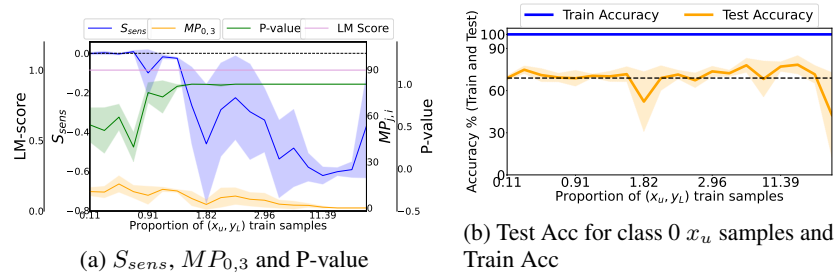 S_sens MP_0,3 P-value LM Score
LM-score
1.0
0.5
0.0
S_sens
0.0
−0.2
−0.4
−0.6
−0.8
0.11 0.91 1.82 2.96 11.39
Proportion of (x_u, y_L) train samples
90
60
30
0
MP_j,i
1.0
0.5
0.0
−0.5
P-value
(a) S_sens, MP_0,3 and P-value
Train Accuracy Test Accuracy
Accuracy % (Train and Test)
100
90
75
60
45
30
15
0
0.11 0.91 1.82 2.96 11.39
Proportion of (x_u, y_L) train samples
(b) Test Acc for class 0 x_u samples and
Train Acc